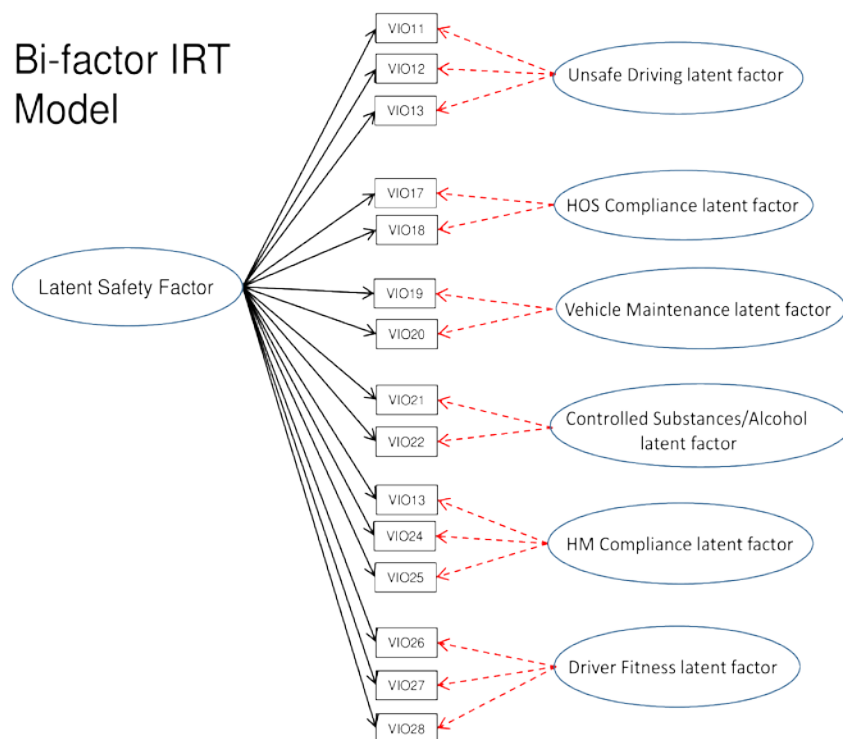 Bi-factor IRT
Model
VIO11
VIO12
VIO13
Unsafe Driving latent factor
VIO17
VIO18
HOS Compliance latent factor
Latent Safety Factor
VIO19
VIO20
Vehicle Maintenance latent factor
VIO21
VIO22
Controlled Substances/Alcohol
latent factor
VIO13
VIO24
VIO25
HM Compliance latent factor
VIO26
VIO27
VIO28
Driver Fitness latent factor